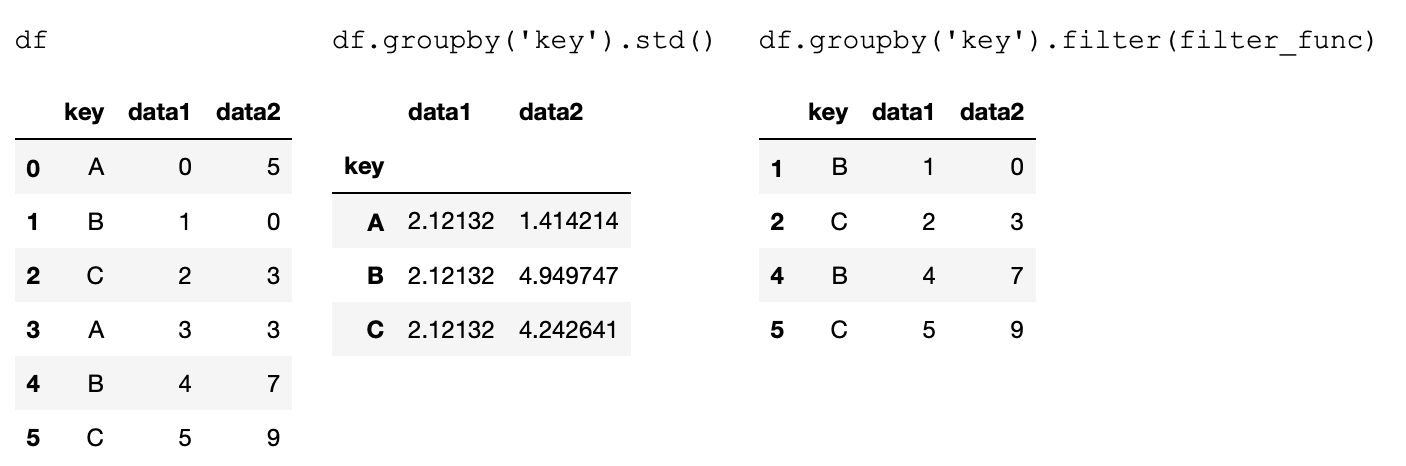 df df.groupby('key').std() df.groupby('key').filter(filter_func)
key data1 data2
0 A 0 5
1 B 1 0
2 C 2 3
3 A 3 3
4 B 4 7
5 C 5 9
data1 data2
key
A 2.12132 1.414214
B 2.12132 4.949747
C 2.12132 4.242641
key data1 data2
1 B 1 0
2 C 2 3
4 B 4 7
5 C 5 9